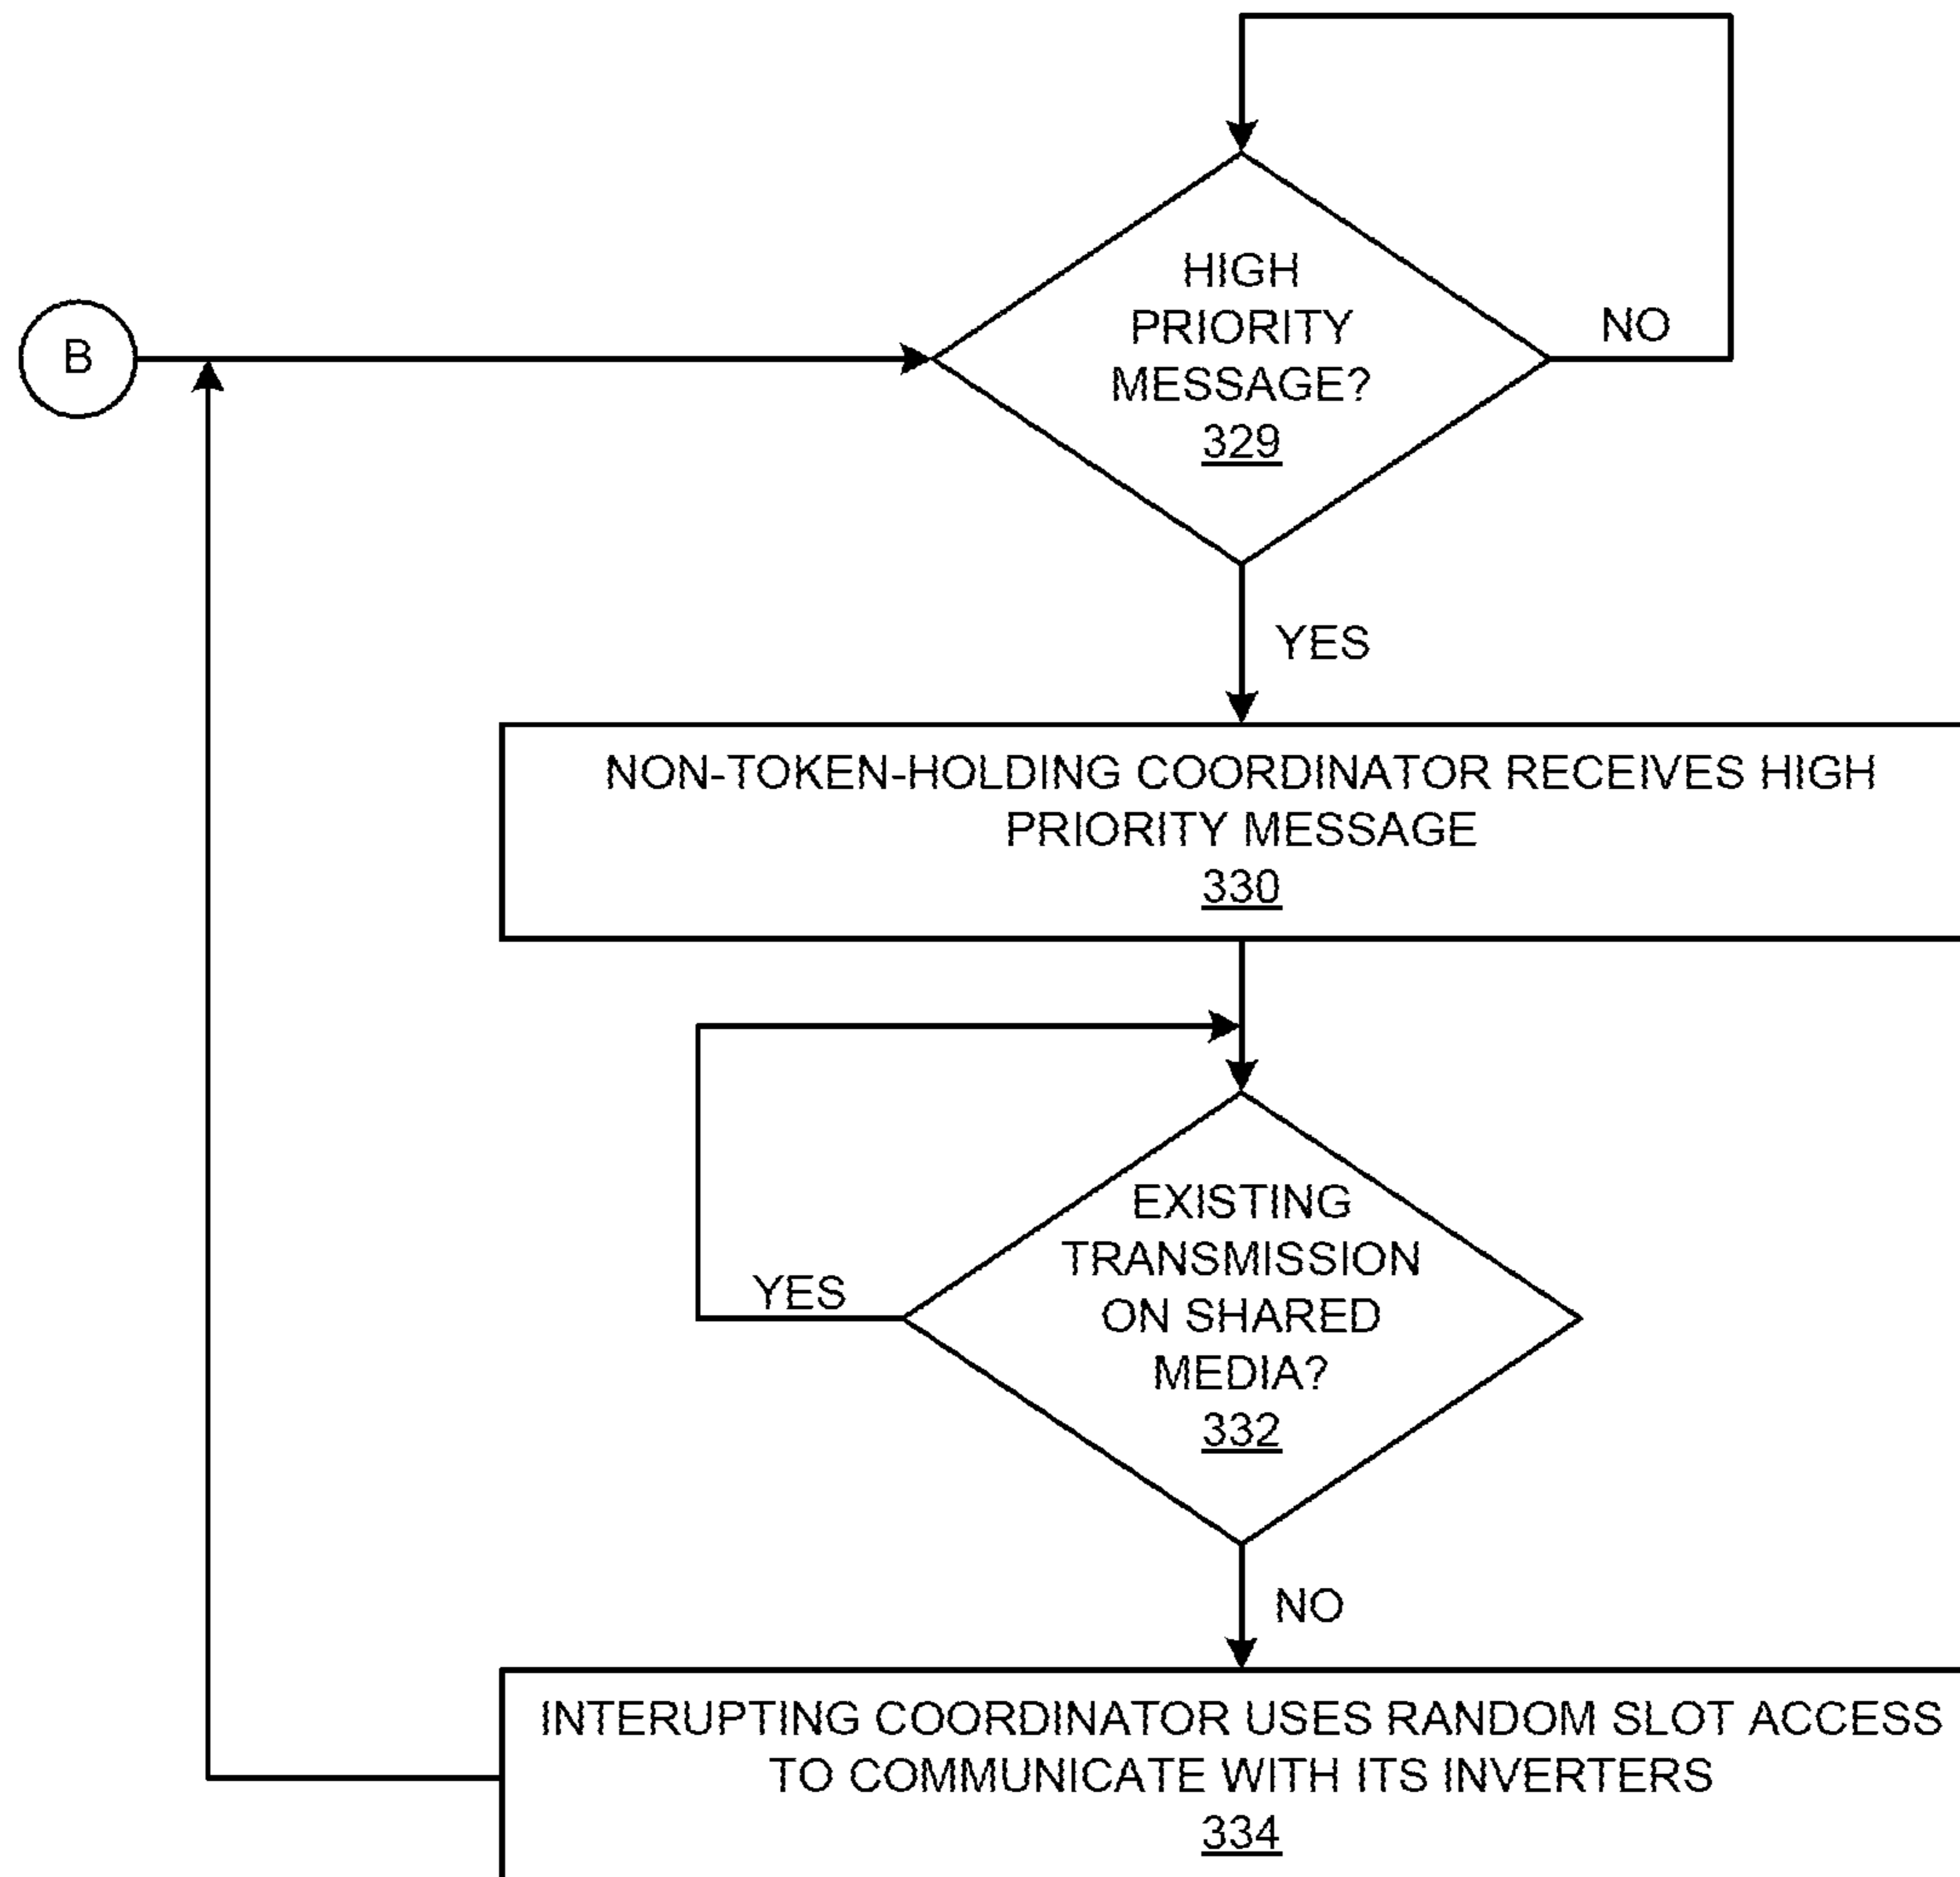 HIGH
PRIORITY
MESSAGE?
329
B
NO
YES
NON-TOKEN-HOLDING COORDINATOR RECEIVES HIGH
PRIORITY MESSAGE
330
EXISTING
TRANSMISSION
ON SHARED
MEDIA?
332
YES
NO
INTERUPTING COORDINATOR USES RANDOM SLOT ACCESS
TO COMMUNICATE WITH ITS INVERTERS
334